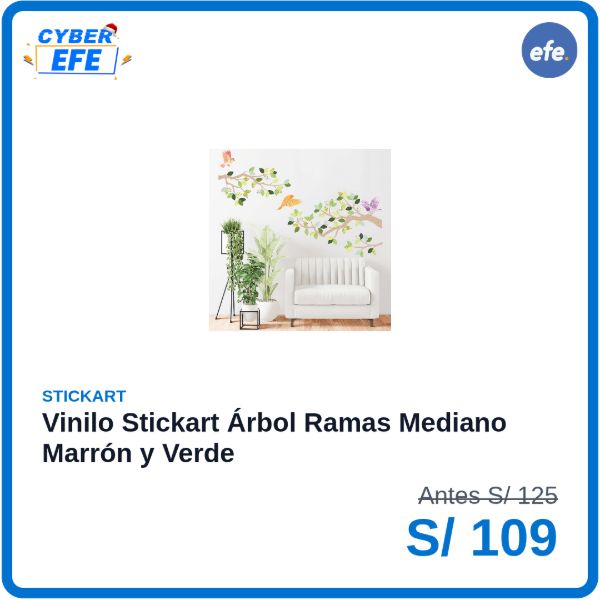 CYBER
EFE
efe.
STICKART
Vinilo Stickart Árbol Ramas Mediano
Marrón y Verde
Antes S/ 125
S/ 109